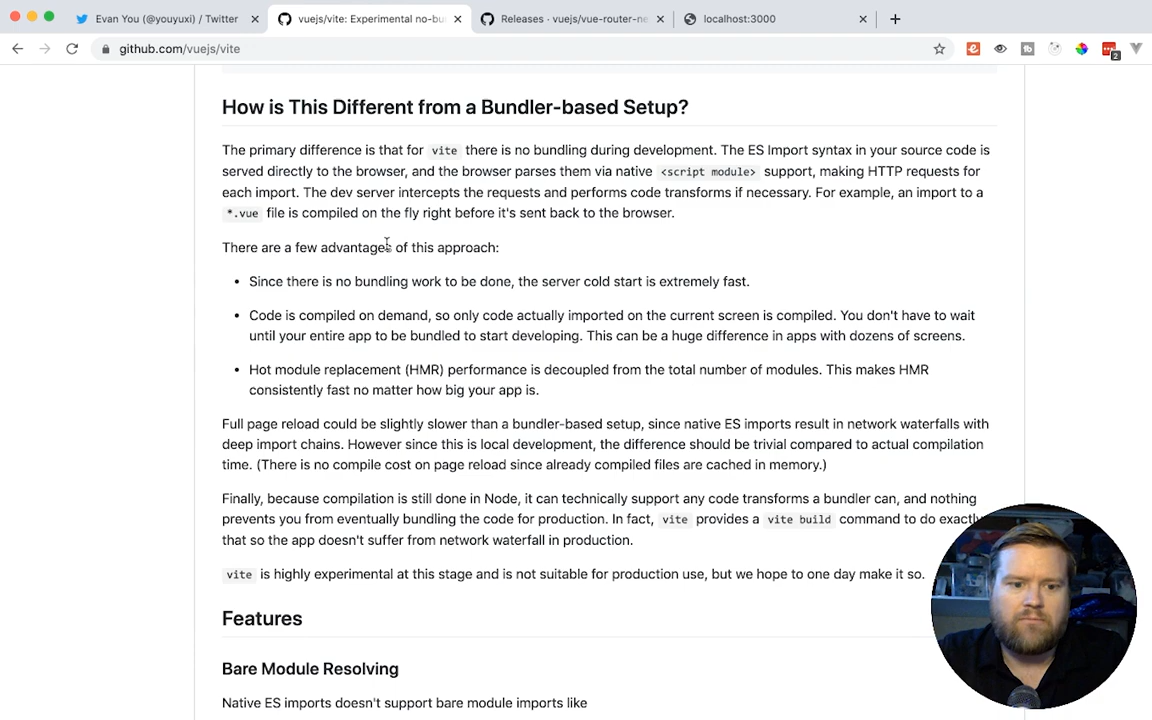 Evan You (@youyuxi) / Twitter
vuejs/vite: Experimental no-bu
Releases · vuejs/vue-router-ne
localhost:3000
github.com/vuejs/vite
2
How is This Different from a Bundler-based Setup?
The primary difference is that for vite there is no bundling during development. The ES Import syntax in your source code is
served directly to the browser, and the browser parses them via native <script module> support, making HTTP requests for
each import. The dev server intercepts the requests and performs code transforms if necessary. For example, an import to a
*.vue file is compiled on the fly right before it's sent back to the browser.
There are a few advantages of this approach:
• Since there is no bundling work to be done, the server cold start is extremely fast.
• Code is compiled on demand, so only code actually imported on the current screen is compiled. You don't have to wait
until your entire app to be bundled to start developing. This can be a huge difference in apps with dozens of screens.
• Hot module replacement (HMR) performance is decoupled from the total number of modules. This makes HMR
consistently fast no matter how big your app is.
Full page reload could be slightly slower than a bundler-based setup, since native ES imports result in network waterfalls with
deep import chains. However since this is local development, the difference should be trivial compared to actual compilation
time. (There is no compile cost on page reload since already compiled files are cached in memory.)
Finally, because compilation is still done in Node, it can technically support any code transforms a bundler can, and nothing
prevents you from eventually bundling the code for production. In fact, vite provides a vite build command to do exactly
that so the app doesn't suffer from network waterfall in production.
vite is highly experimental at this stage and is not suitable for production use, but we hope to one day make it so.
Features
Bare Module Resolving
Native ES imports doesn't support bare module imports like